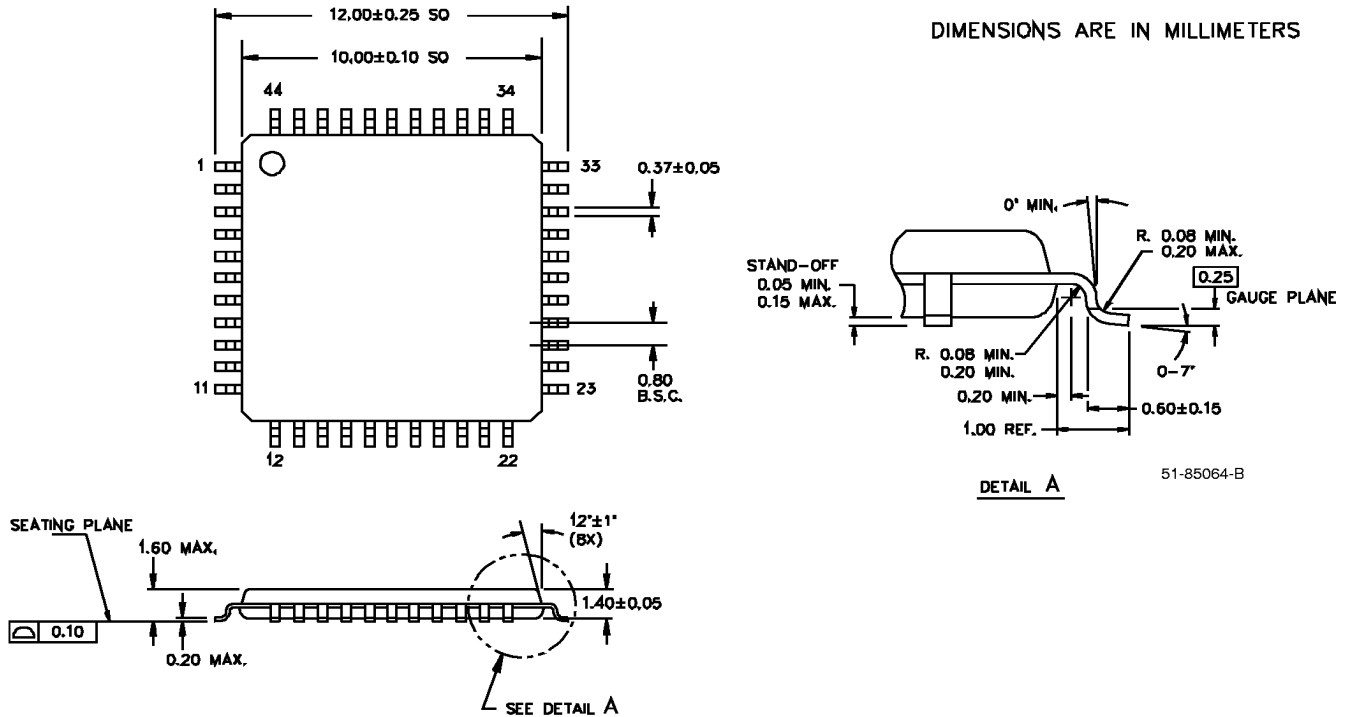 12.00±0.25 SQ
10.00±0.10 SQ
DIMENSIONS ARE IN MILLIMETERS
44
34
1
33
0.37±0.05
11
23
0.80
B.S.C.
12
22
0° MIN.
R. 0.08 MIN.
0.20 MAX.
STAND-OFF
0.05 MIN.
0.15 MAX.
0.25
GAUGE PLANE
R. 0.08 MIN.
0.20 MIN.
0-7°
0.20 MIN.
0.60±0.15
1.00 REF.
DETAIL A
51-85064-B
SEATING PLANE
1.60 MAX.
12°±1°
(8X)
1.40±0.05
0.10
0.20 MAX.
SEE DETAIL A